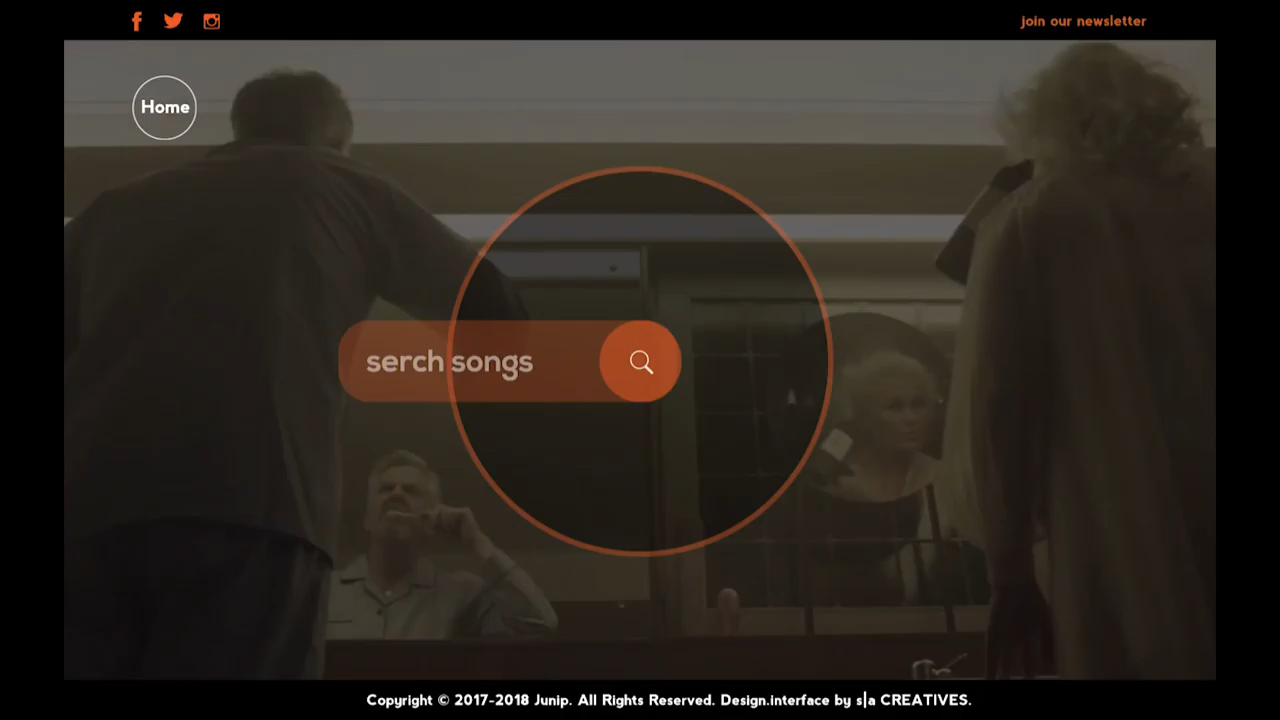 join our newsletter
Home
serch songs
Copyright © 2017-2018 Junip. All Rights Reserved. Design.interface by s|a CREATIVES.